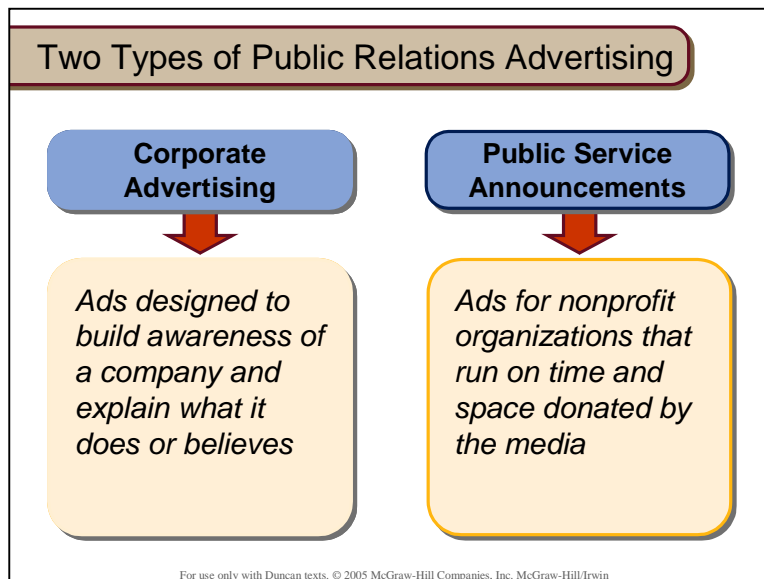 Two Types of Public Relations Advertising
Corporate
Advertising
Ads designed to
build awareness of
a company and
explain what it
does or believes
Public Service
Announcements
Ads for nonprofit
organizations that
run on time and
space donated by
the media
For use only with Duncan texts. © 2005 McGraw-Hill Companies, Inc. McGraw-Hill/Irwin